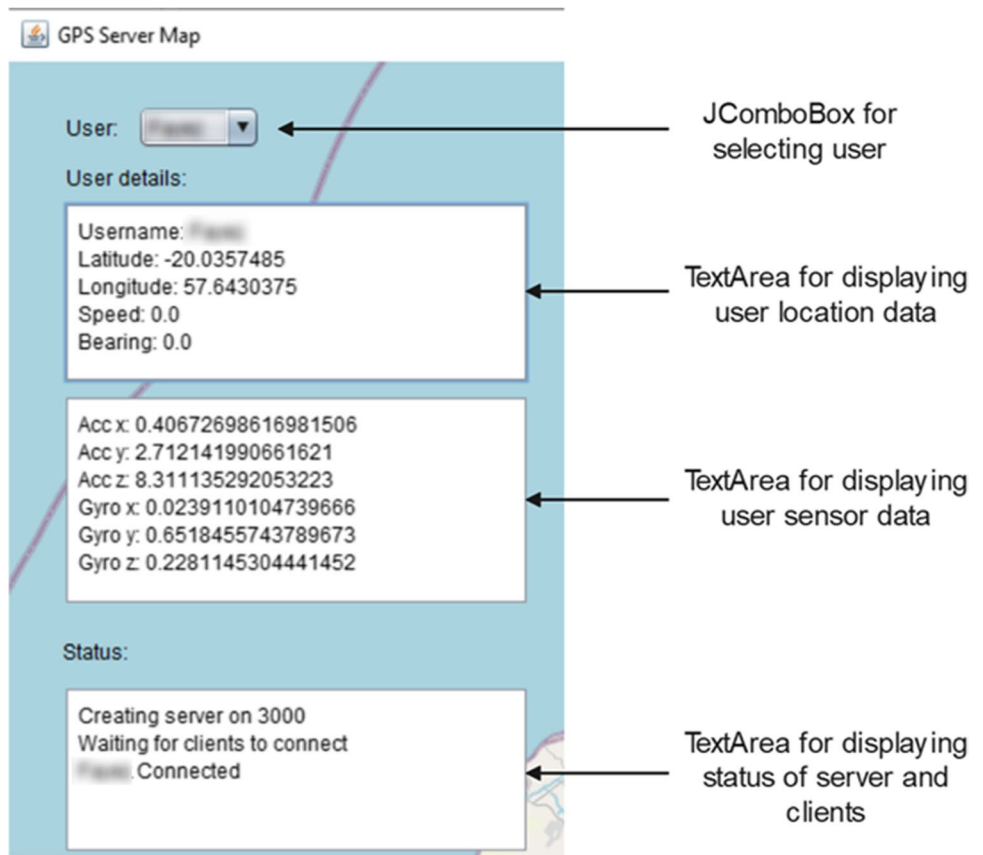 GPS Server Map
User:
JComboBox for
selecting user
User details:
Username:
Latitude: -20.0357485
Longitude: 57.6430375
Speed: 0.0
Bearing: 0.0
TextArea for displaying
user location data
Acc x: 0.40672698616981506
Acc y: 2.712141990661621
Acc z: 8.311135292053223
Gyro x: 0.0239110104739666
Gyro y: 0.65184557437896​73
Gyro z: 0.2281145304441452
TextArea for displaying
user sensor data
Status:
Creating server on 3000
Waiting for clients to connect
Connected
TextArea for displaying
status of server and
clients